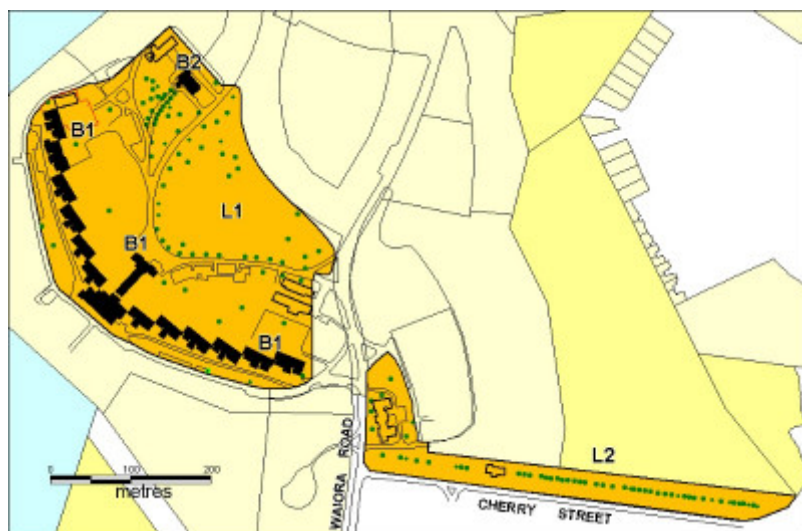 B2
B1
L1
B1
B1
L2
0 100 200
metres
WAIORA ROAD
CHERRY STREET